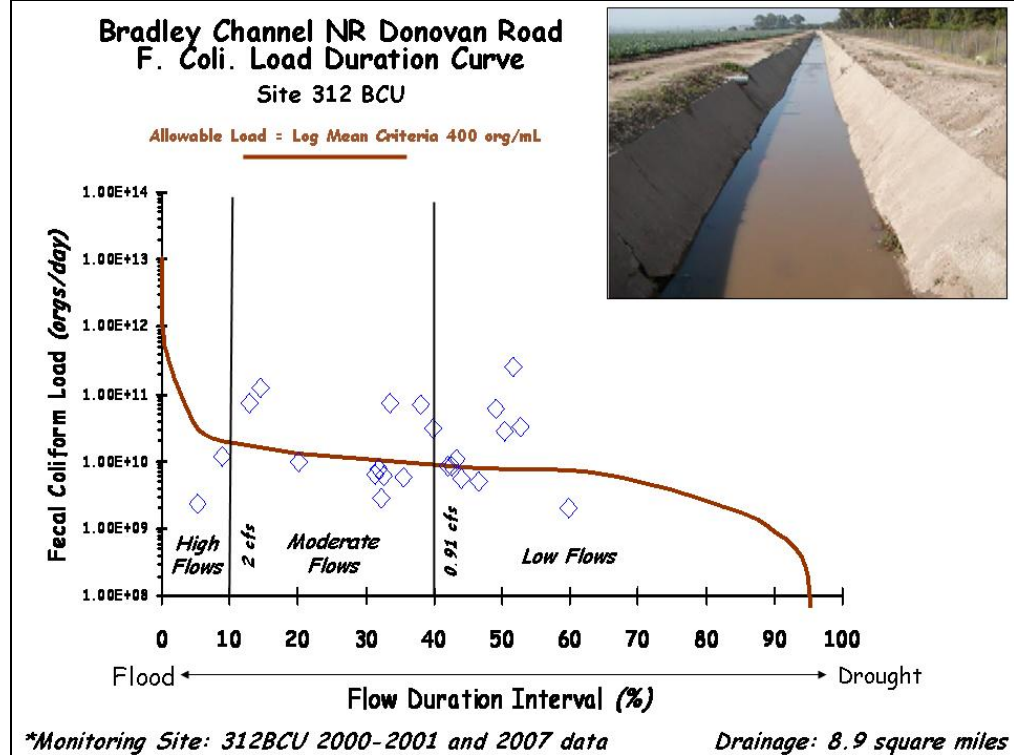 Bradley Channel NR Donovan Road
F. Coli. Load Duration Curve
Site 312 BCU
Allowable Load = Log Mean Criteria 400 org/mL
Fecal Coliform Load (orgs/day)
1.00E+14
1.00E+13
1.00E+12
1.00E+11
1.00E+10
1.00E+09
1.00E+08
High
Flows
2 cfs
Moderate
Flows
0.91 cfs
Low Flows
0 10 20 30 40 50 60 70 80 90 100
Flood
Drought
Flow Duration Interval (%)
*Monitoring Site: 312BCU 2000-2001 and 2007 data
Drainage: 8.9 square miles